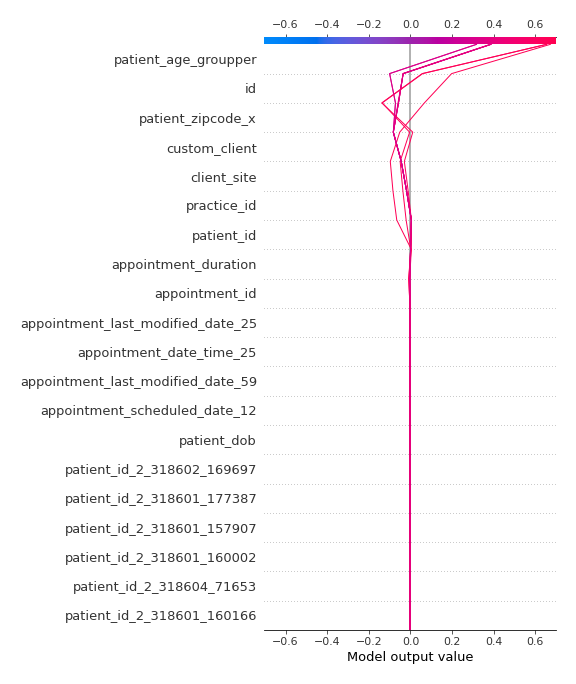 −0.6 −0.4 −0.2 0.0 0.2 0.4 0.6
patient_age_groupper
id
patient_zipcode_x
custom_client
client_site
practice_id
patient_id
appointment_duration
appointment_id
appointment_last_modified_date_25
appointment_date_time_25
appointment_last_modified_date_59
appointment_scheduled_date_12
patient_dob
patient_id_2_318602_169697
patient_id_2_318601_177387
patient_id_2_318601_157907
patient_id_2_318601_160002
patient_id_2_318604_71653
patient_id_2_318601_160166
−0.6 −0.4 −0.2 0.0 0.2 0.4 0.6
Model output value